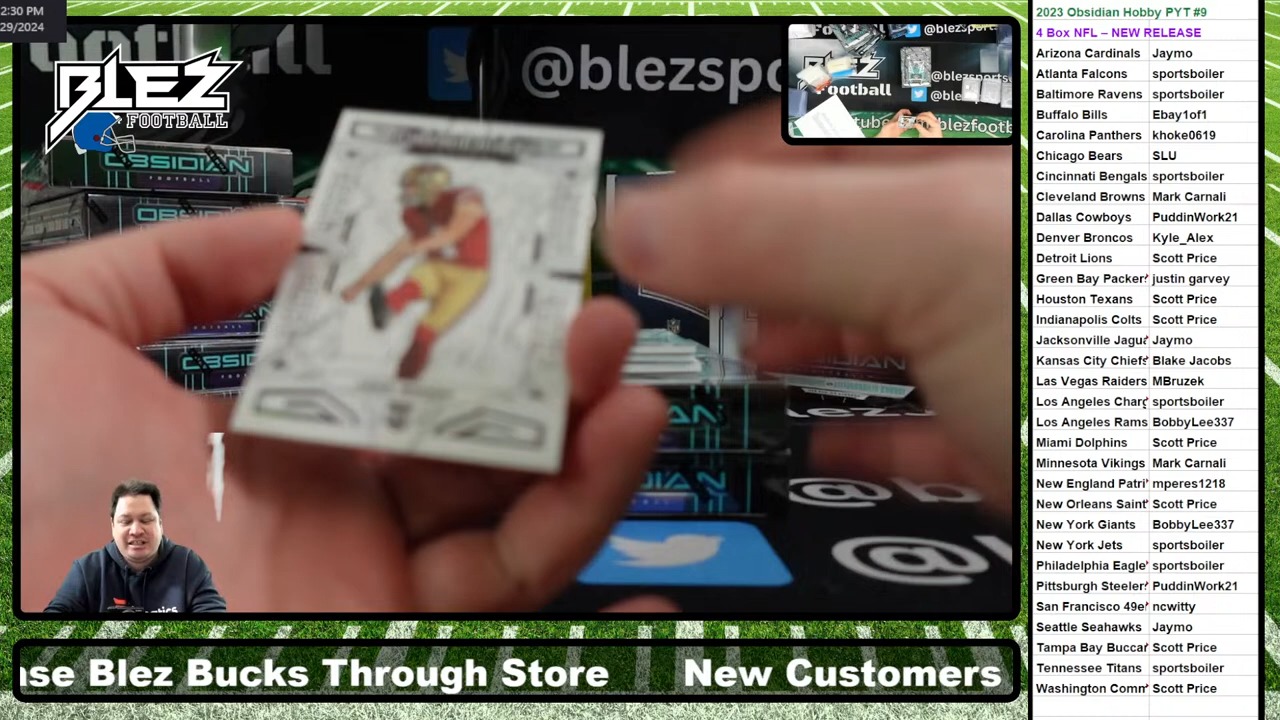 2:30 PM
29/2024
BLEZ
FOOTBALL
@blezspo
OBSIDIAN
FOOTBALL
@b
@
ootball
@blezsports
@ble
nse Blez Bucks Through Store New Customers
2023 Obsidian Hobby PYT #9
4 Box NFL – NEW RELEASE
Arizona Cardinals Jaymo
Atlanta Falcons sportsboiler
Baltimore Ravens sportsboiler
Buffalo Bills Ebay1of1
Carolina Panthers khoke0619
Chicago Bears SLU
Cincinnati Bengals sportsboiler
Cleveland Browns Mark Carnali
Dallas Cowboys PuddinWork21
Denver Broncos Kyle_Alex
Detroit Lions Scott Price
Green Bay Packer justin garvey
Houston Texans Scott Price
Indianapolis Colts Scott Price
Jacksonville Jagu Jaymo
Kansas City Chiefs Blake Jacobs
Las Vegas Raiders MBruzek
Los Angeles Charg sportsboiler
Los Angeles Rams BobbyLee337
Miami Dolphins Scott Price
Minnesota Vikings Mark Carnali
New England Patri mperes1218
New Orleans Saint Scott Price
New York Giants BobbyLee337
New York Jets sportsboiler
Philadelphia Eagle sportsboiler
Pittsburgh Steeler PuddinWork21
San Francisco 49e ncwitty
Seattle Seahawks Jaymo
Tampa Bay Buccar Scott Price
Tennessee Titans sportsboiler
Washington Comm Scott Price